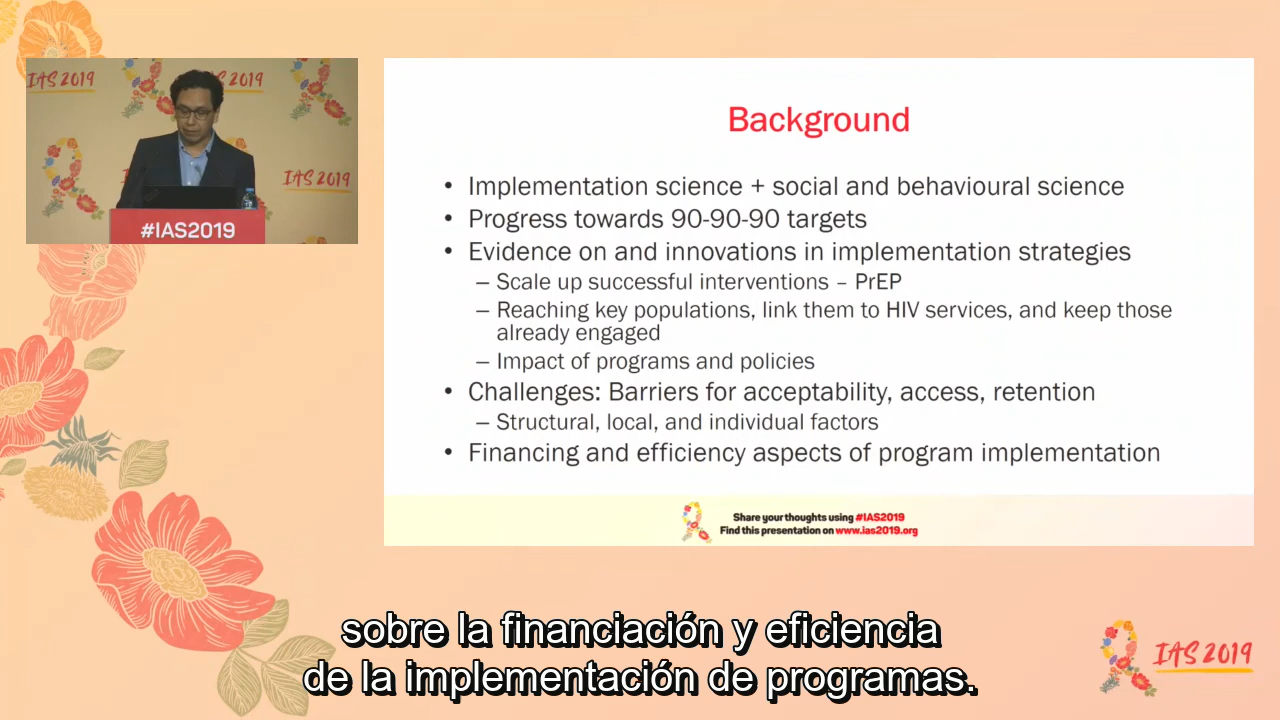 IAS 2019
IAS 2019
IAS 2019
#IAS2019
Background
• Implementation science + social and behavioural science
• Progress towards 90-90-90 targets
• Evidence on and innovations in implementation strategies
– Scale up successful interventions – PrEP
– Reaching key populations, link them to HIV services, and keep those
already engaged
– Impact of programs and policies
• Challenges: Barriers for acceptability, access, retention
– Structural, local, and individual factors
• Financing and efficiency aspects of program implementation
Share your thoughts using #IAS2019
Find this presentation on www.ias2019.org
sobre la financiación y eficiencia
de la implementación de programas.
IAS 2019